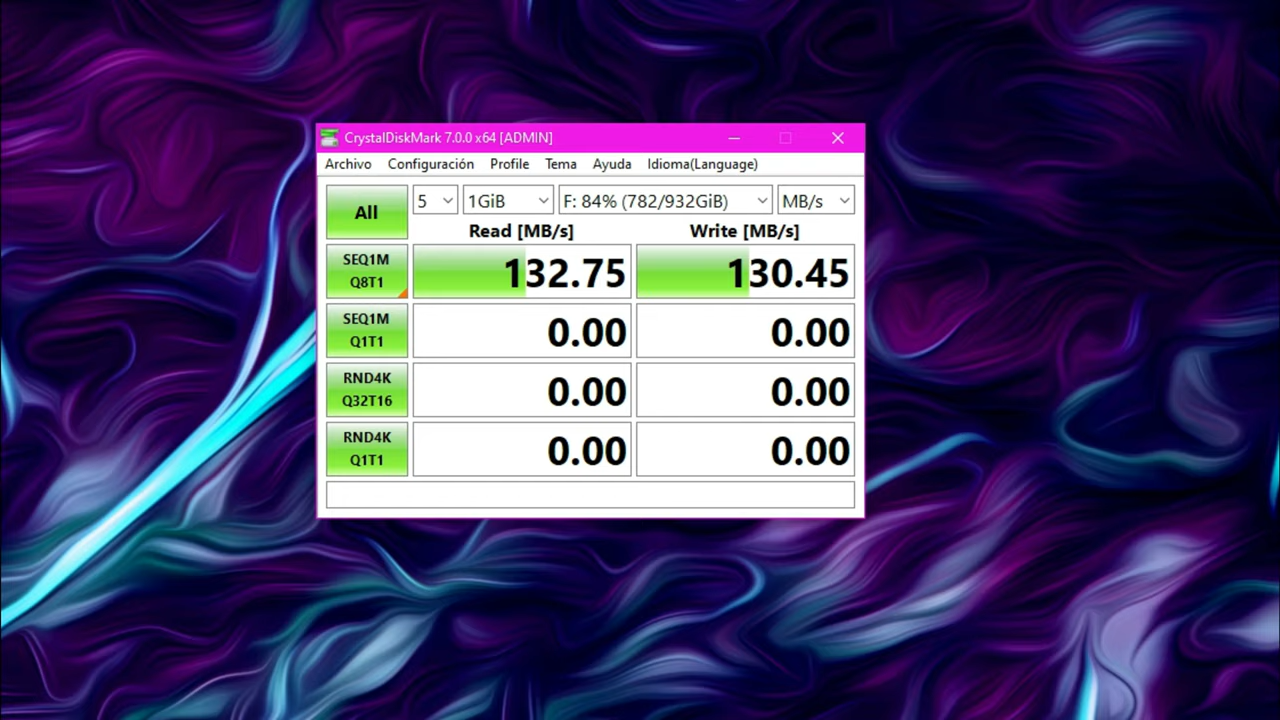 CrystalDiskMark 7.0.0 x64 [ADMIN]
Archivo Configuración Profile Tema Ayuda Idioma(Language)
All 5 1GiB F: 84% (782/932GiB) MB/s
Read [MB/s] Write [MB/s]
SEQ1M
Q8T1
132.75 130.45
SEQ1M
Q1T1
0.00 0.00
RND4K
Q32T16
0.00 0.00
RND4K
Q1T1
0.00 0.00